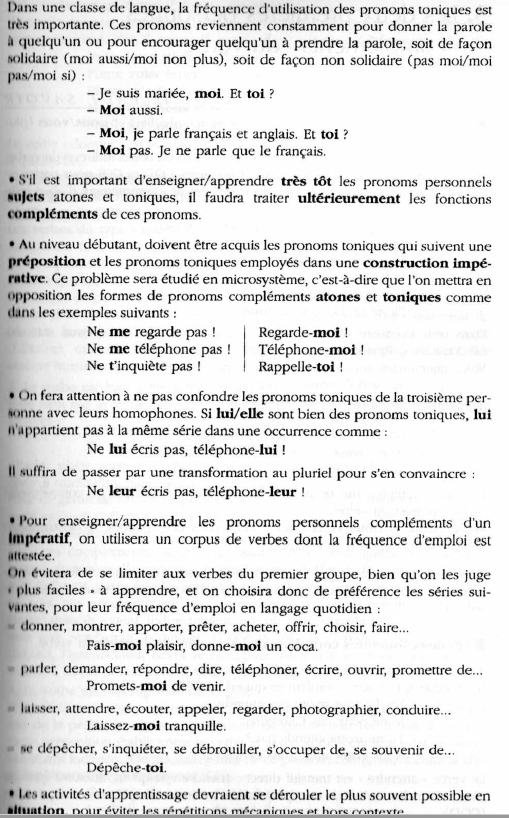 Dans une classe de langue, la fréquence d'utilisation des pronoms toniques est
très importante. Ces pronoms reviennent constamment pour donner la parole
à quelqu'un ou pour encourager quelqu'un à prendre la parole, soit de façon
solidaire (moi aussi/moi non plus), soit de façon non solidaire (pas moi/moi
pas/moi si) :
– Je suis mariée, moi. Et toi ?
– Moi aussi.
– Moi, je parle français et anglais. Et toi ?
– Moi pas. Je ne parle que le français.
• S'il est important d'enseigner/apprendre très tôt les pronoms personnels
sujets atones et toniques, il faudra traiter ultérieurement les fonctions
compléments de ces pronoms.
• Au niveau débutant, doivent être acquis les pronoms toniques qui suivent une
préposition et les pronoms toniques employés dans une construction impé-
rative. Ce problème sera étudié en microsystème, c'est-à-dire que l'on mettra en
opposition les formes de pronoms compléments atones et toniques comme
dans les exemples suivants :
Ne me regarde pas ! | Regarde-moi !
Ne me téléphone pas ! | Téléphone-moi !
Ne t'inquiète pas ! | Rappelle-toi !
• On fera attention à ne pas confondre les pronoms toniques de la troisième per-
sonne avec leurs homophones. Si lui/elle sont bien des pronoms toniques, lui
n'appartient pas à la même série dans une occurrence comme :
Ne lui écris pas, téléphone-lui !
Il suffira de passer par une transformation au pluriel pour s'en convaincre :
Ne leur écris pas, téléphone-leur !
• Pour enseigner/apprendre les pronoms personnels compléments d'un
impératif, on utilisera un corpus de verbes dont la fréquence d'emploi est
attestée.
On évitera de se limiter aux verbes du premier groupe, bien qu'on les juge
« plus faciles » à apprendre, et on choisira donc de préférence les séries sui-
vantes, pour leur fréquence d'emploi en langage quotidien :
– donner, montrer, apporter, prêter, acheter, offrir, choisir, faire...
Fais-moi plaisir, donne-moi un coca.
– parler, demander, répondre, dire, téléphoner, écrire, ouvrir, promettre de...
Promets-moi de venir.
– laisser, attendre, écouter, appeler, regarder, photographier, conduire...
Laissez-moi tranquille.
– se dépêcher, s'inquiéter, se débrouiller, s'occuper de, se souvenir de...
Dépêche-toi.
• Les activités d'apprentissage devraient se dérouler le plus souvent possible en
situation, pour éviter les répétitions mécaniques et hors contexte.